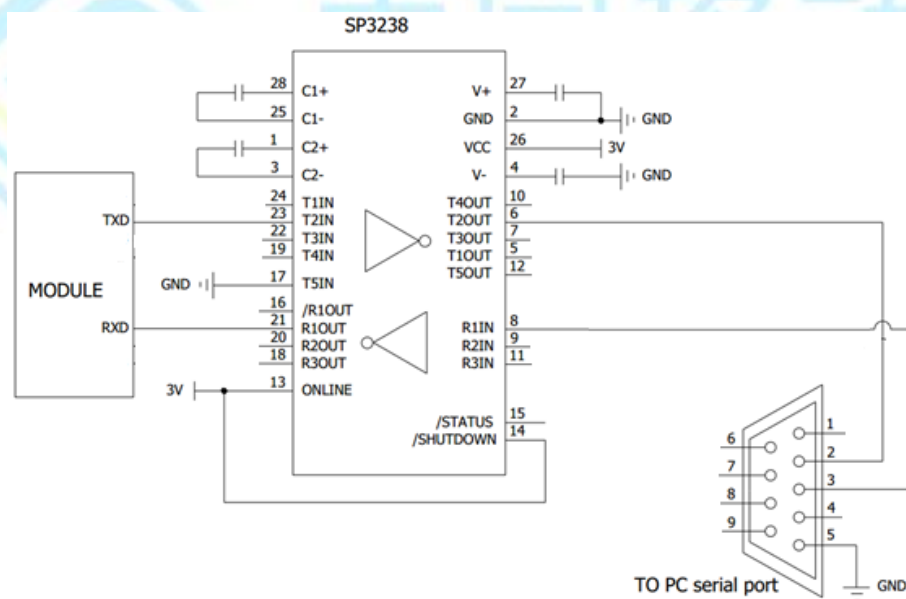 SP3238
28 C1+ V+ 27
25 C1- GND 2 GND
1 C2+ VCC 26 3V
3 C2- V- 4 GND
24 T1IN T4OUT 10
TXD 23 T2IN T2OUT 6
22 T3IN T3OUT 7
19 T4IN T1OUT 5
T5OUT 12
GND 17 T5IN
MODULE
16 /R1OUT
RXD 21 R1OUT R1IN 8
20 R2OUT R2IN 9
18 R3OUT R3IN 11
3V 13 ONLINE
/STATUS 15
/SHUTDOWN 14
1
6
2
7
3
8
4
9
5
TO PC serial port GND